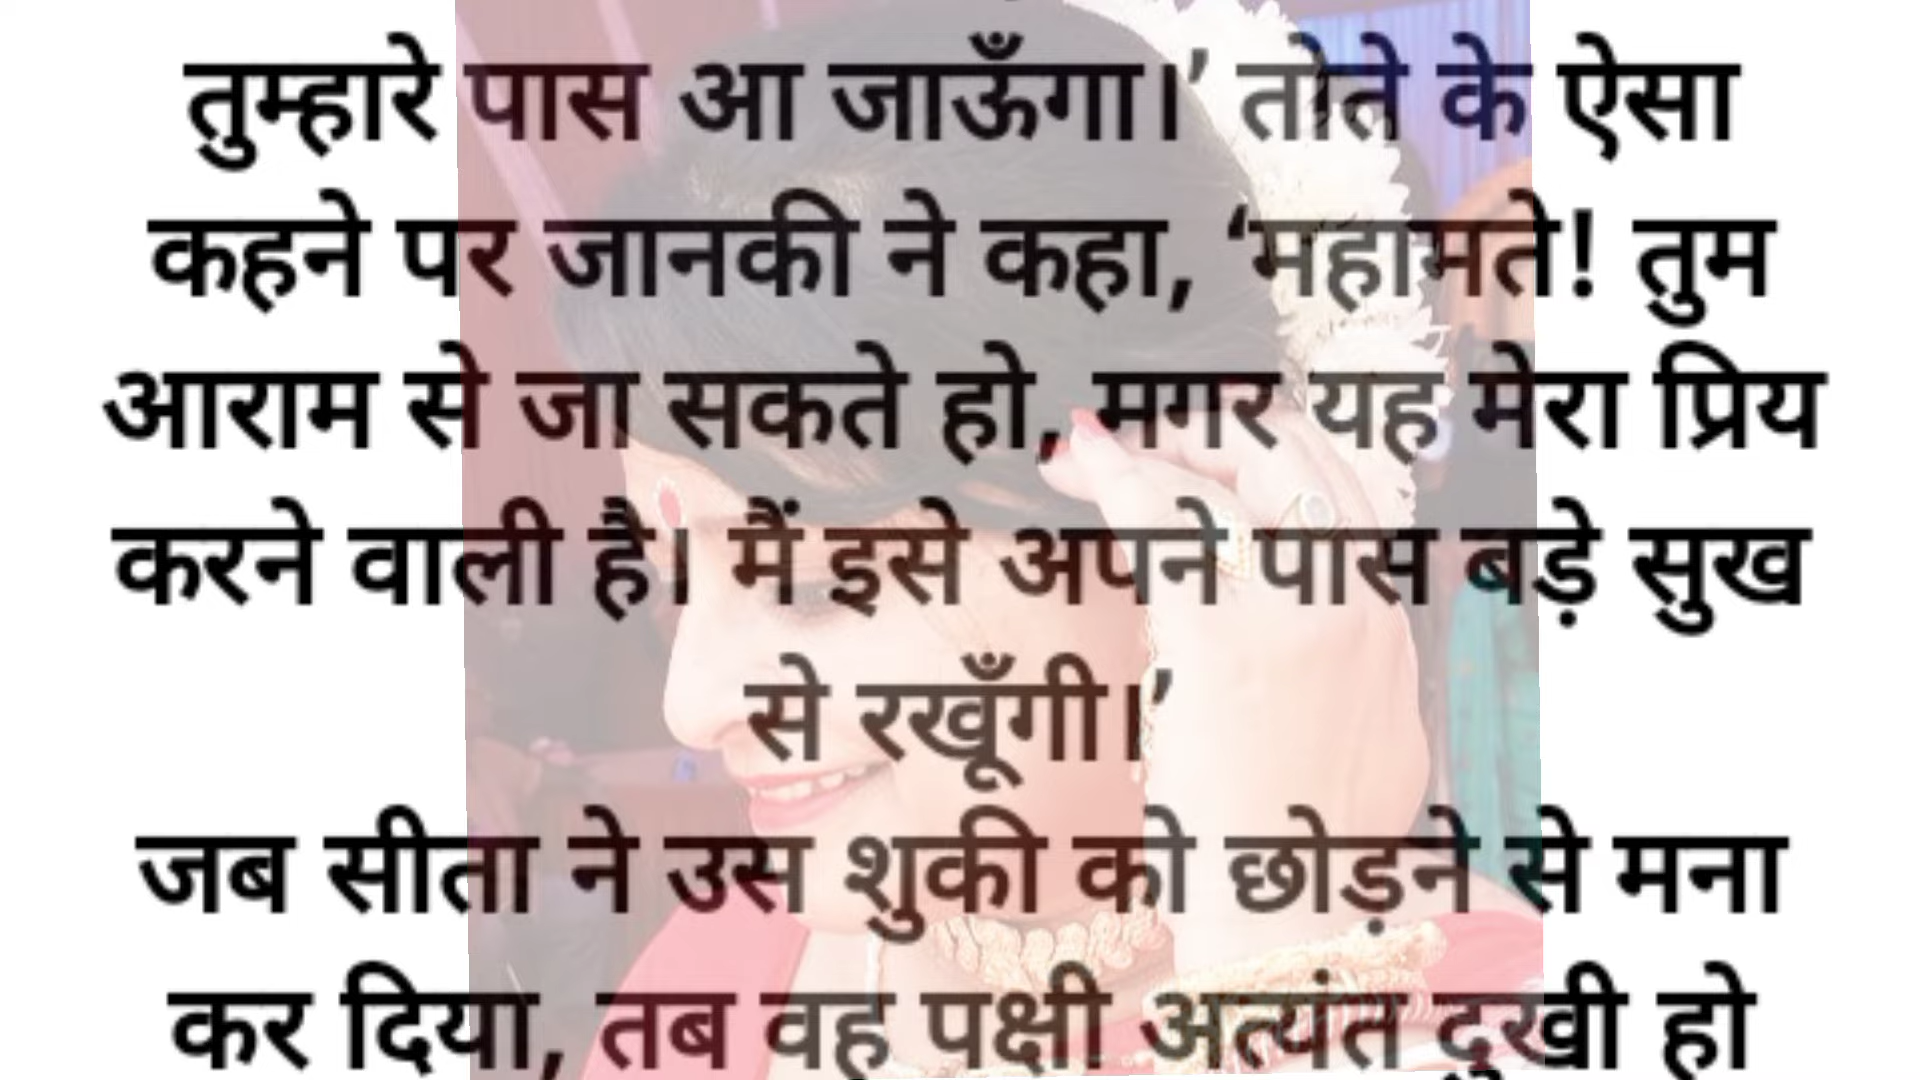 तुम्हारे पास आ जाऊँगा।’ तोते के ऐसा
कहने पर जानकी ने कहा, ‘महामते! तुम
आराम से जा सकते हो, मगर यह मेरा प्रिय
करने वाली है। मैं इसे अपने पास बड़े सुख
से रखूँगी।’
जब सीता ने उस शुकी को छोड़ने से मना
कर दिया, तब वह पक्षी अत्यंत दुखी हो